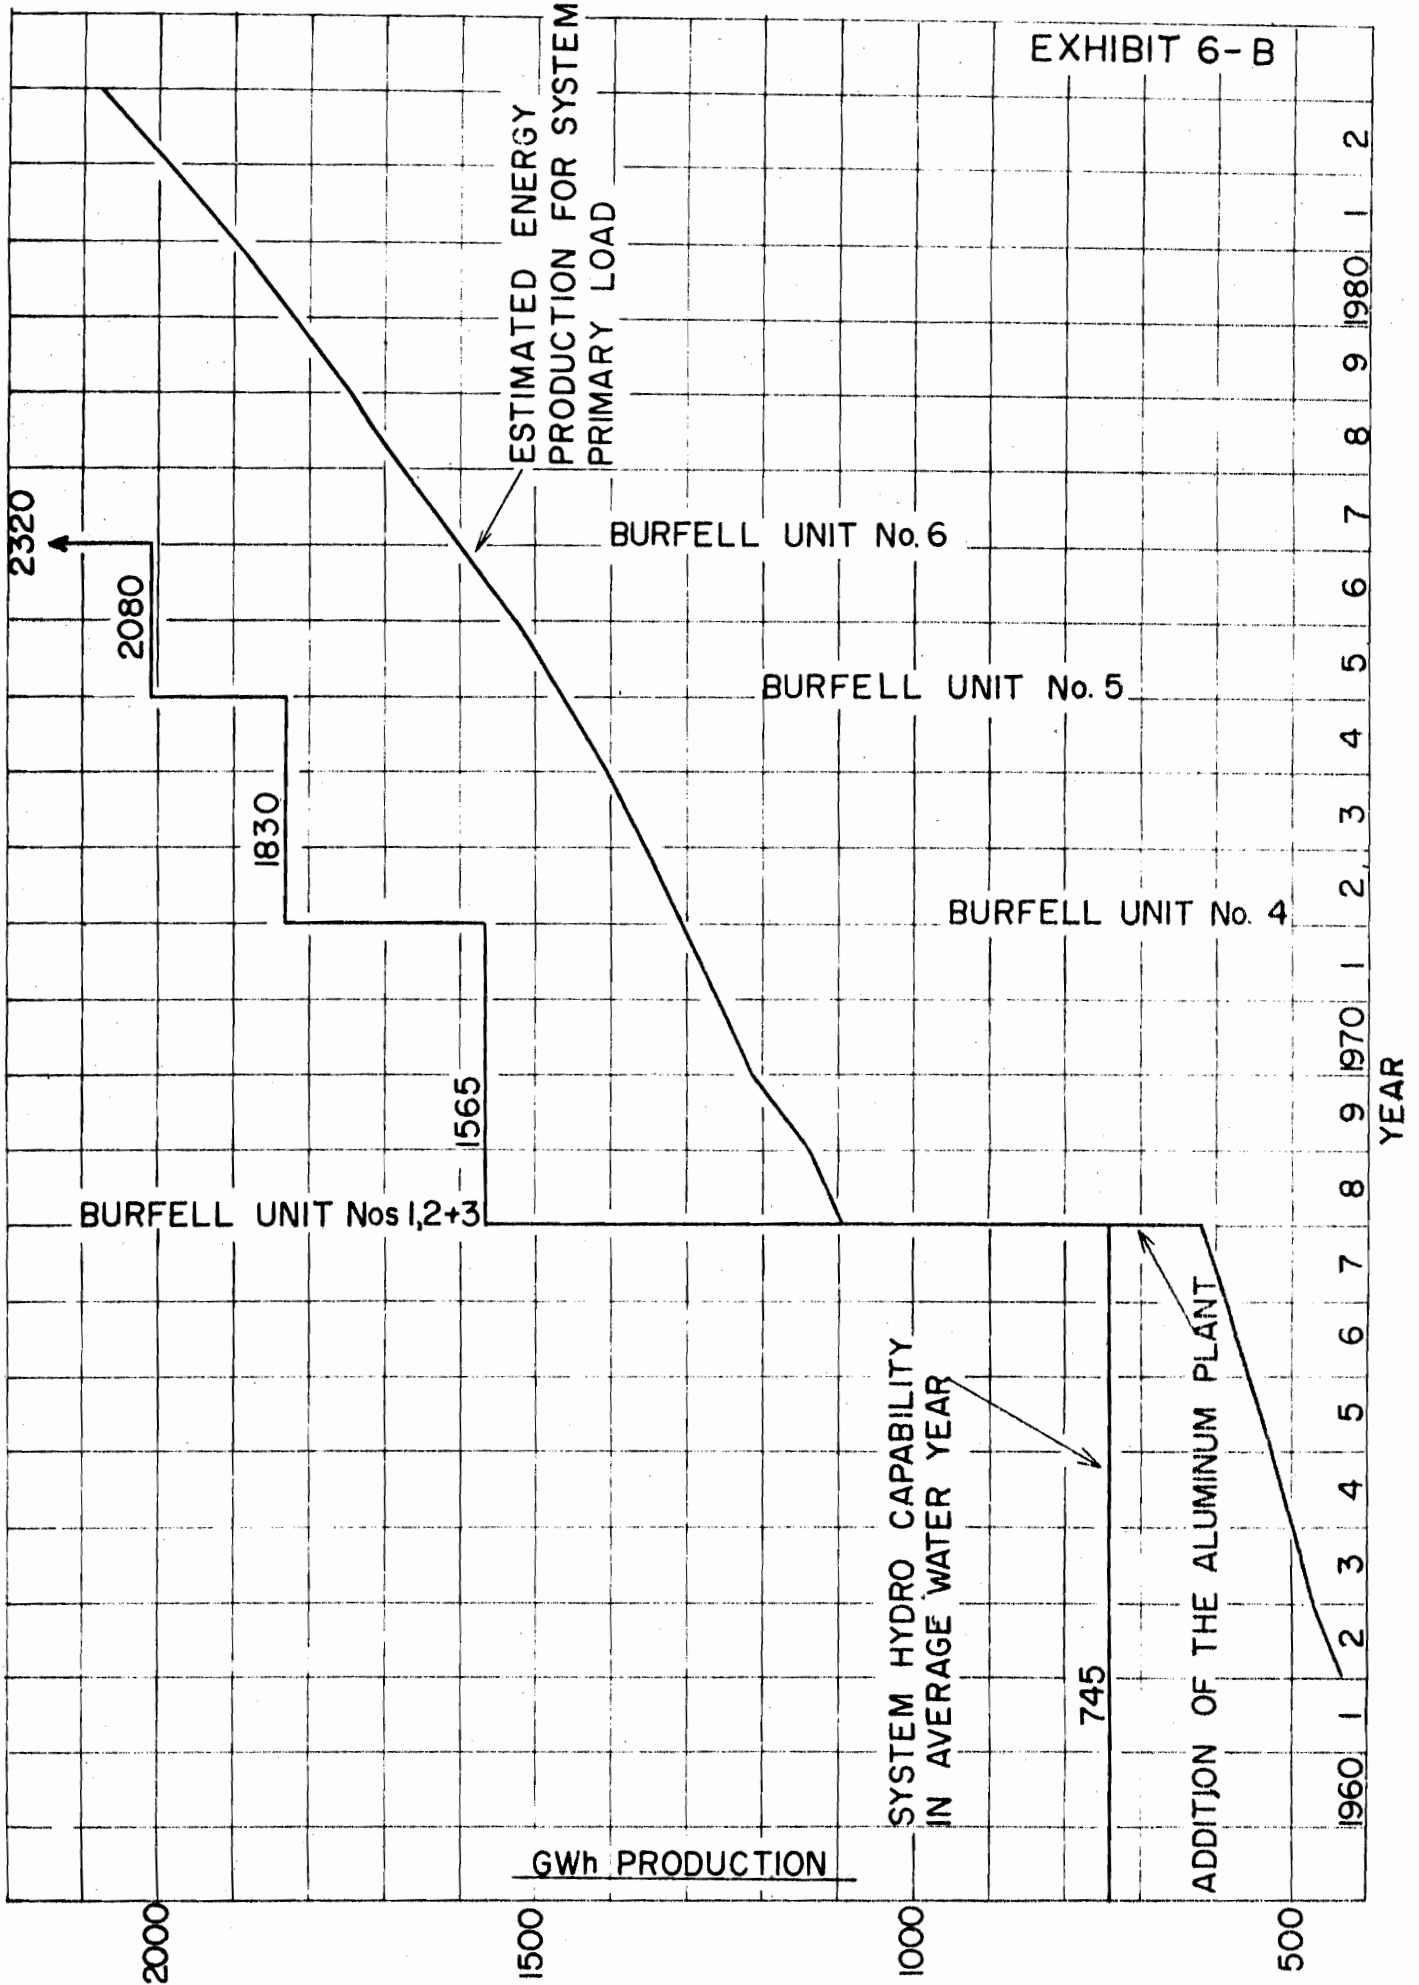 EXHIBIT 6-B
ESTIMATED ENERGY
PRODUCTION FOR SYSTEM
PRIMARY LOAD
2320
2080
1830
1565
745
BURFELL UNIT No. 6
BURFELL UNIT No. 5
BURFELL UNIT No. 4
BURFELL UNIT Nos 1,2+3
SYSTEM HYDRO CAPABILITY
IN AVERAGE WATER YEAR
ADDITION OF THE ALUMINUM PLANT
GWh PRODUCTION
2000
1500
1000
500
1960 1 2 3 4 5 6 7 8 9 1970 1 2 3 4 5 6 7 8 9 1980 1 2
YEAR